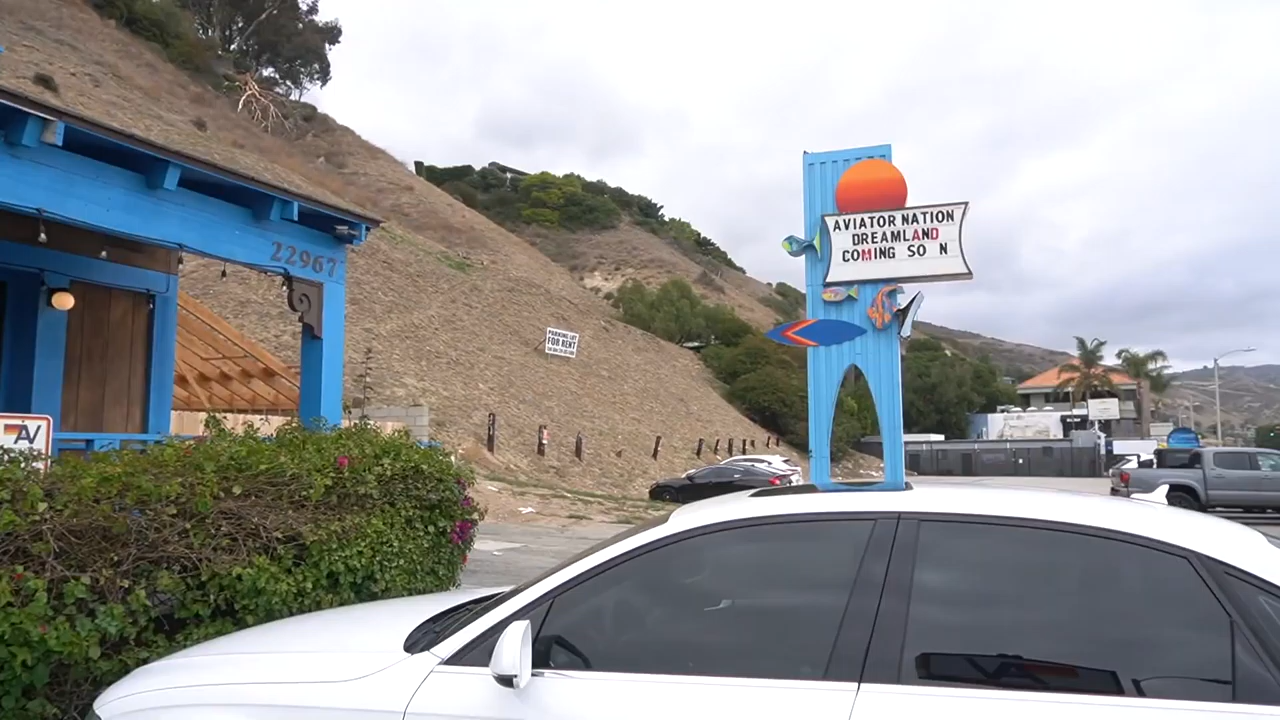 22967
AVIATOR NATION
DREAMLAND
COMING SO N
PARKING LOT
FOR RENT
AV